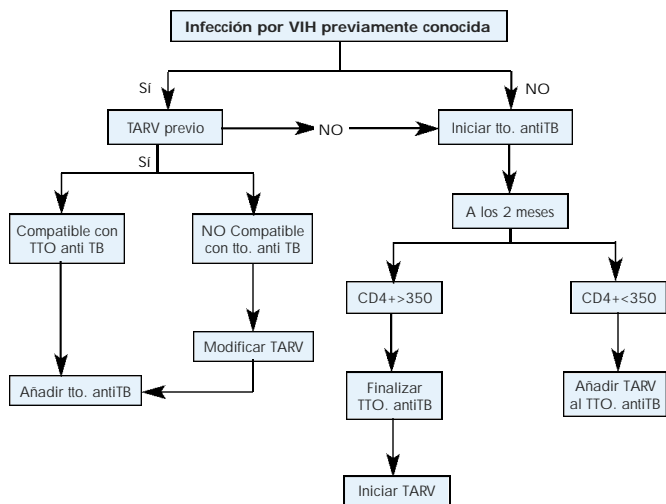 Infección por VIH previamente conocida
Sí
NO
TARV previo
NO
Iniciar tto. antiTB
Sí
A los 2 meses
Compatible con
TTO anti TB
NO Compatible
con tto. anti TB
CD4+>350
CD4+<350
Modificar TARV
Añadir tto. antiTB
Finalizar
TTO. antiTB
Añadir TARV
al TTO. antiTB
Iniciar TARV